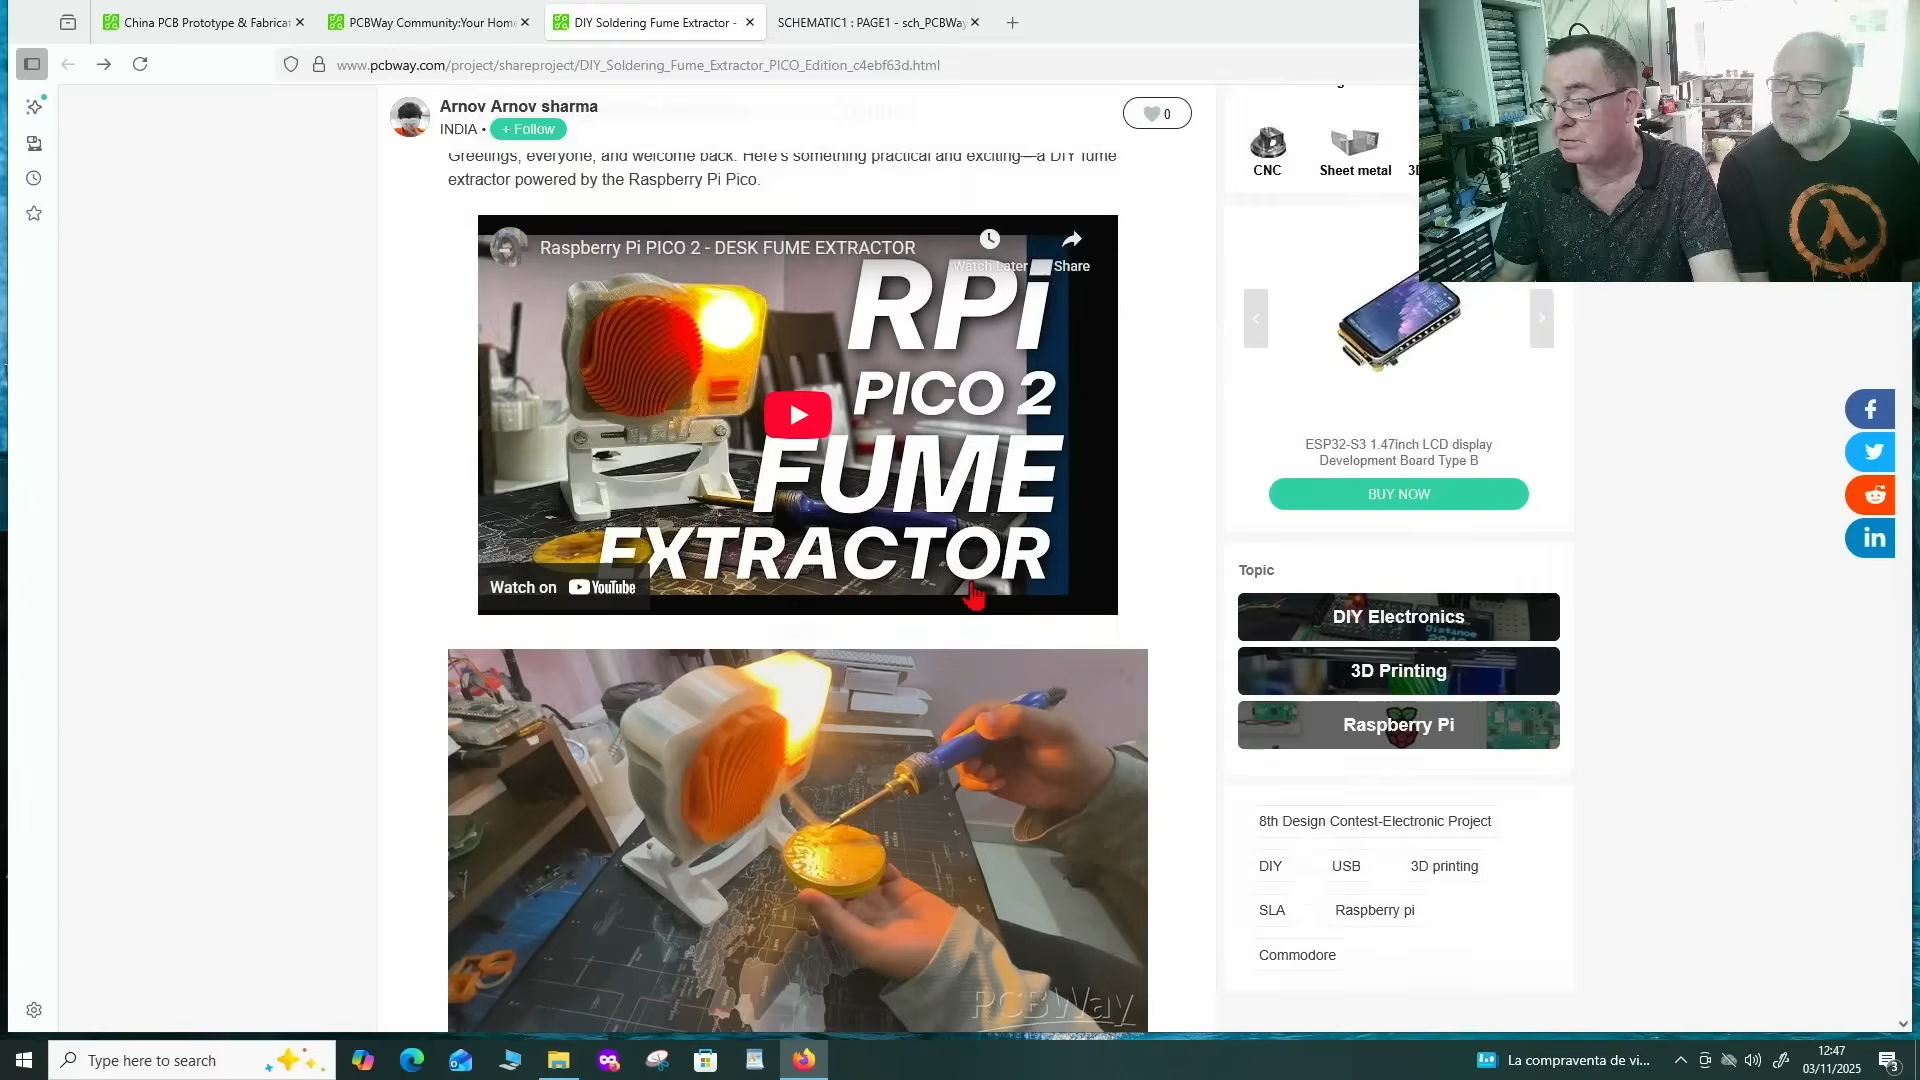 China PCB Prototype & Fabricat
PCBWay Community:Your Home
DIY Soldering Fume Extractor -
SCHEMATIC1 : PAGE1 - sch_PCBWay
www.pcbway.com/project/shareproject/DIY_Soldering_Fume_Extractor_PICO_Edition_c4ebf63d.html
Arnov Arnov sharma
INDIA • + Follow
0
Greetings, everyone, and welcome back. Here's something practical and exciting—a DIY fume
extractor powered by the Raspberry Pi Pico.
Raspberry Pi PICO 2 - DESK FUME EXTRACTOR
Watch Later
Share
RPi
PICO 2
FUME
EXTRACTOR
Watch on YouTube
PCBWay
CNC
Sheet metal
3D
ESP32-S3 1.47inch LCD display
Development Board Type B
BUY NOW
Topic
DIY Electronics
3D Printing
Raspberry Pi
8th Design Contest-Electronic Project
DIY
USB
3D printing
SLA
Raspberry pi
Commodore
Type here to search
La compraventa de vi...
12:47
03/11/2025
3